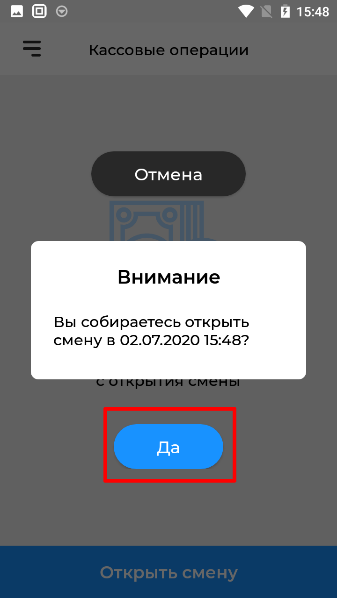 15:48
Кассовые операции
Отмена
Внимание
Вы собираетесь открыть
смену в 02.07.2020 15:48?
с открытия смены
Да
Открыть смену